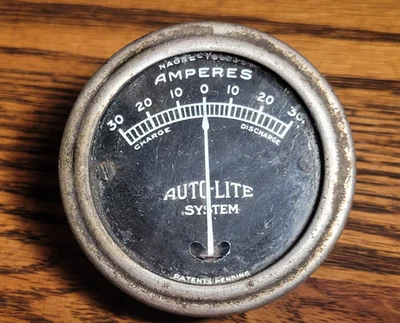 AMPERES
30 20 10 0 10 20 30
CHARGE DISCHARGE
AUTO-LITE
SYSTEM
PATENTS PENDING